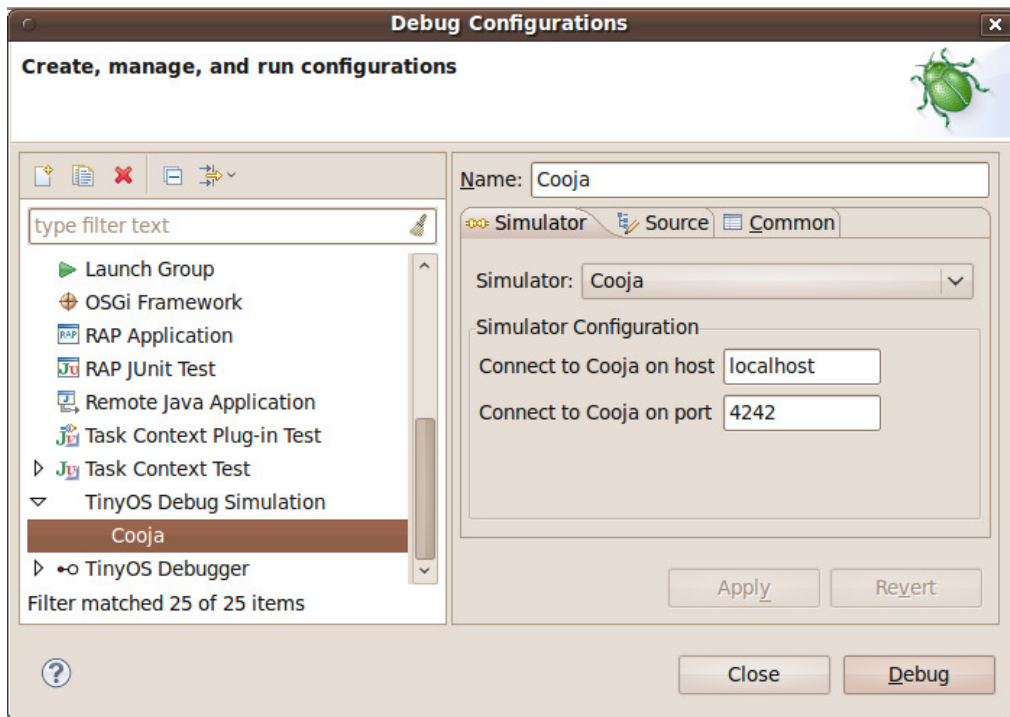 Debug Configurations
Create, manage, and run configurations
Name: Cooja
type filter text
Simulator Source Common
Launch Group
OSGi Framework
RAP RAP Application
Ju RAP JUnit Test
Remote Java Application
Task Context Plug-in Test
Ju Task Context Test
TinyOS Debug Simulation
Cooja
TinyOS Debugger
Filter matched 25 of 25 items
Simulator: Cooja
Simulator Configuration
Connect to Cooja on host localhost
Connect to Cooja on port 4242
Apply Revert
? Close Debug